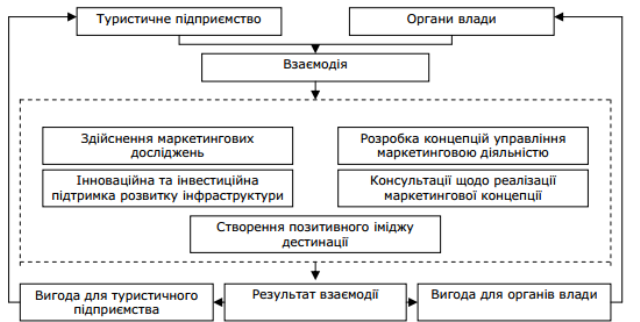 Туристичне підприємство
Органи влади
Взаємодія
Здійснення маркетингових
досліджень
Розробка концепцій управління
маркетинговою діяльністю
Інноваційна та інвестиційна
підтримка розвитку інфраструктури
Консультації щодо реалізації
маркетингової концепції
Створення позитивного іміджу
дестинації
Вигода для туристичного
підприємства
Результат взаємодії
Вигода для органів влади